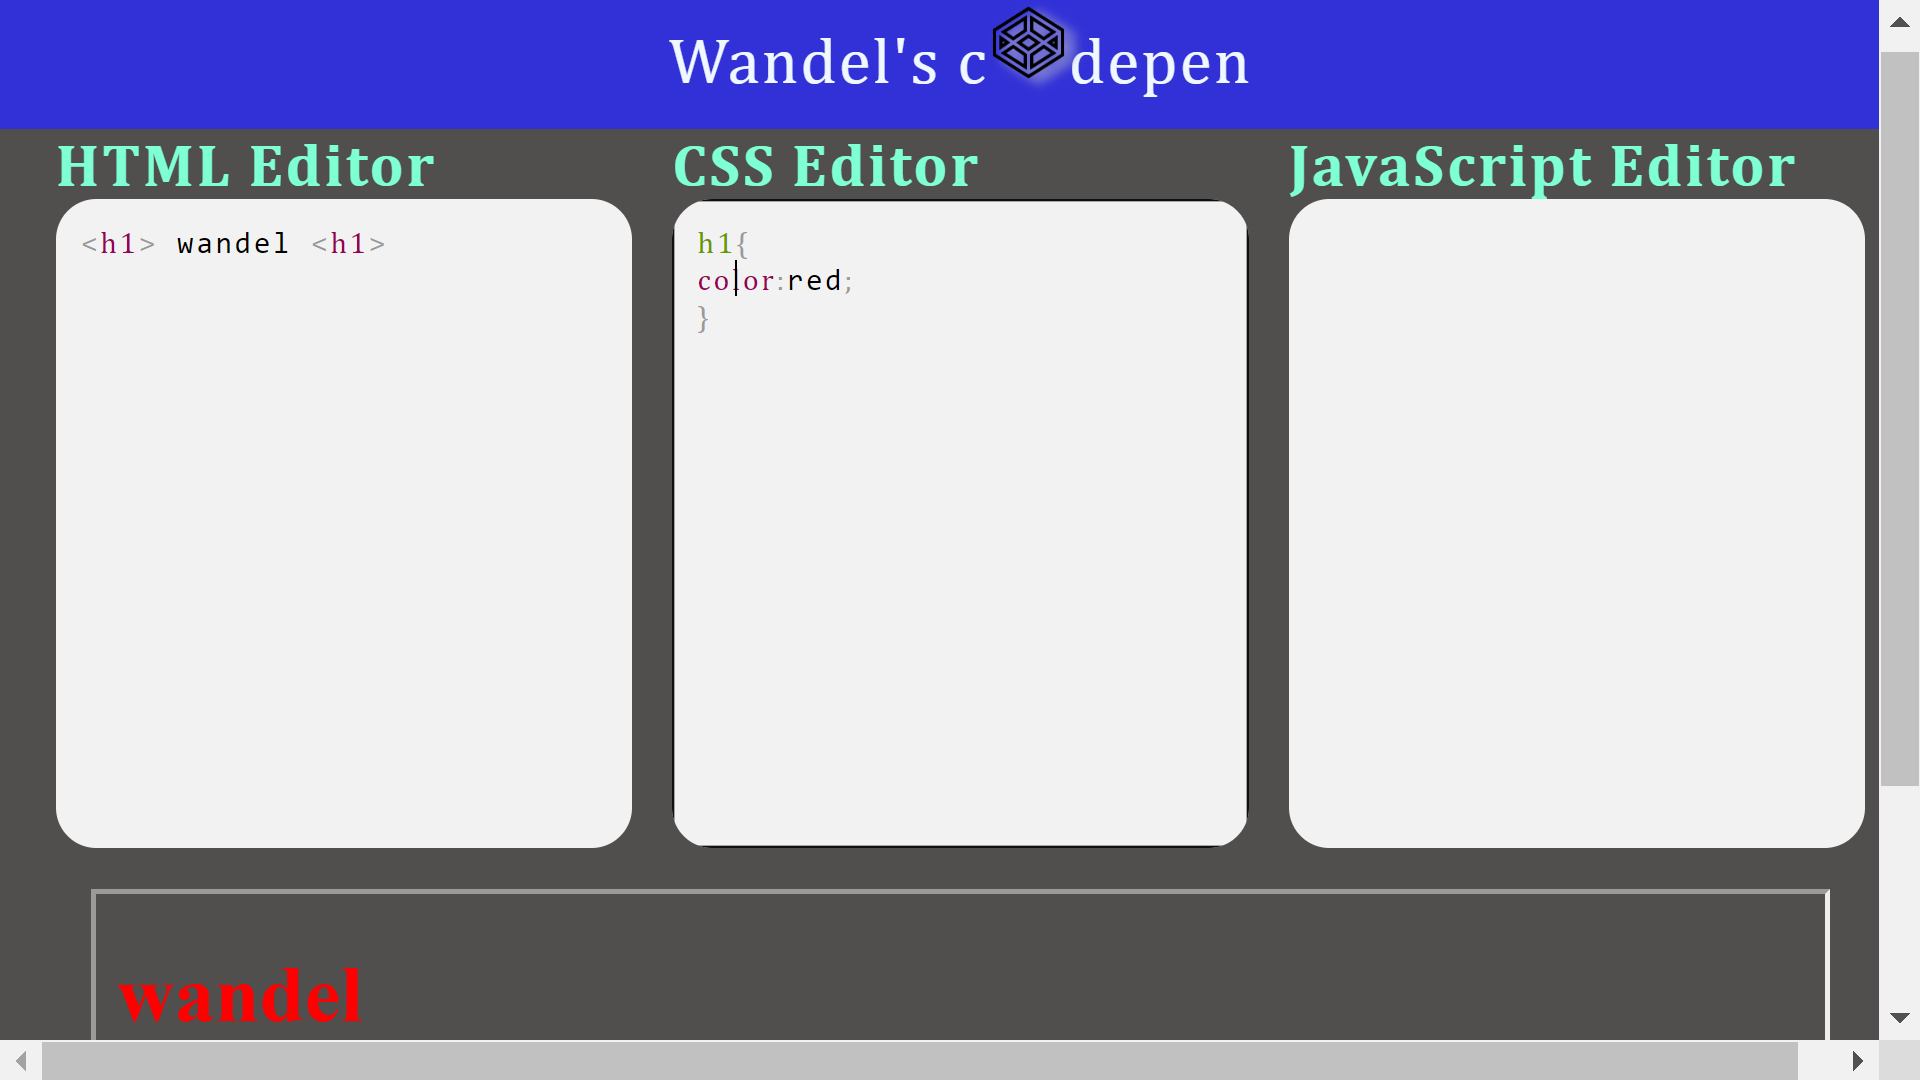 Wandel's c depen
HTML Editor
CSS Editor
JavaScript Editor
<h1> wandel <h1>
h1{
color:red;
}
wandel